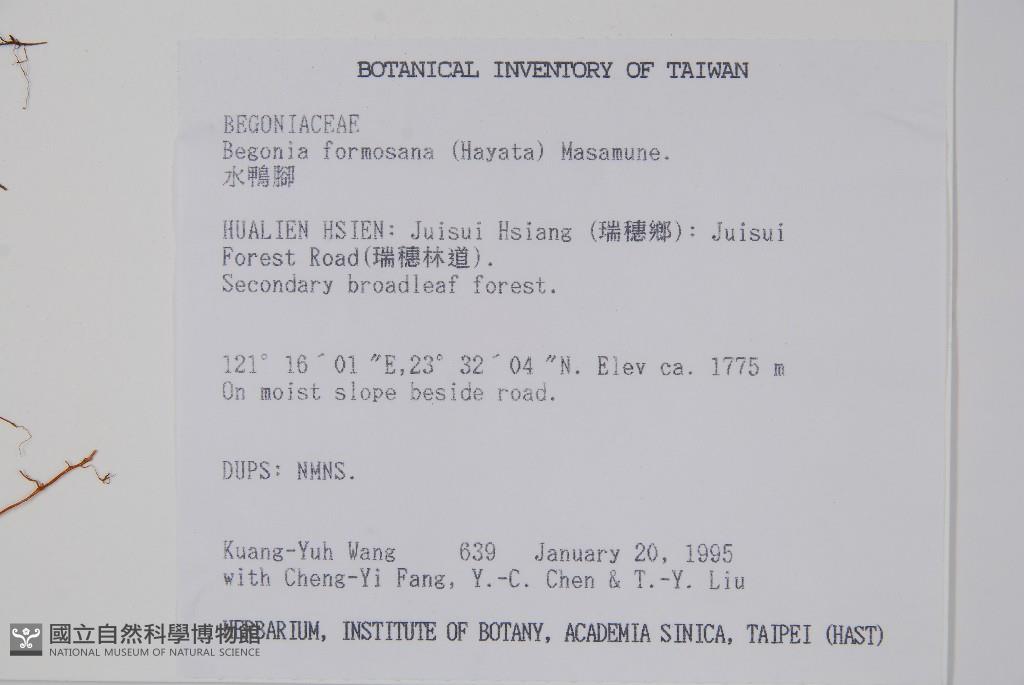 BOTANICAL INVENTORY OF TAIWAN
BEGONIACEAE
Begonia formosana (Hayata) Masamune.
水鴨腳
HUALIEN HSIEN: Juisui Hsiang (瑞穗鄉): Juisui
Forest Road(瑞穗林道).
Secondary broadleaf forest.
121° 16´01 ″E,23° 32´04 ″N. Elev ca. 1775 m
On moist slope beside road.
DUPS: NMNS.
Kuang-Yuh Wang 639 January 20, 1995
with Cheng-Yi Fang, Y.-C. Chen & T.-Y. Liu
HERBARIUM, INSTITUTE OF BOTANY, ACADEMIA SINICA, TAIPEI (HAST)
國立自然科學博物館
NATIONAL MUSEUM OF NATURAL SCIENCE